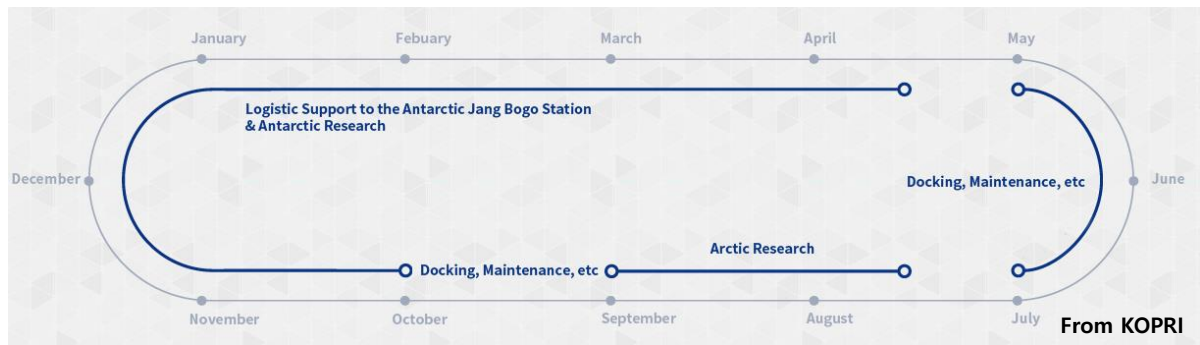 January
Febuary
March
April
May
Logistic Support to the Antarctic Jang Bogo Station
& Antarctic Research
December
Docking, Maintenance, etc
June
Arctic Research
Docking, Maintenance, etc
November
October
September
August
July
From KOPRI